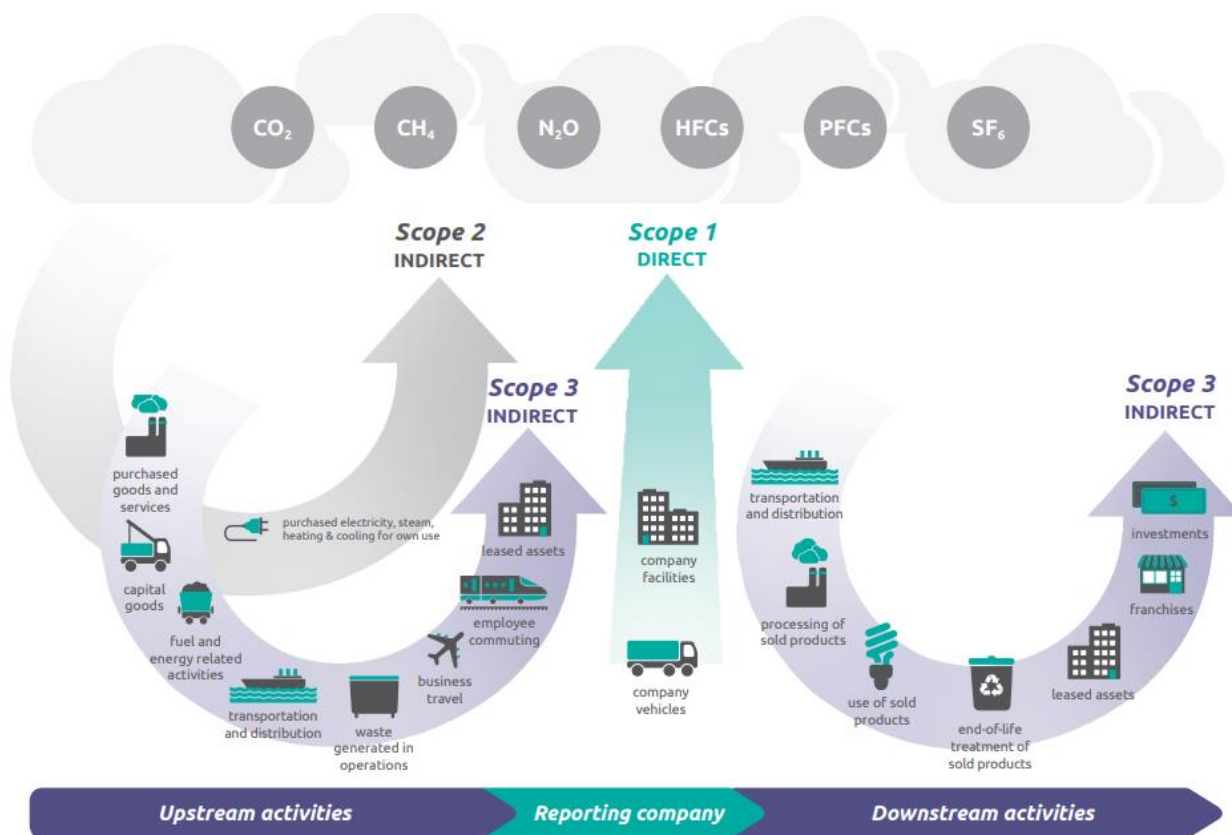 CO₂
CH₄
N₂O
HFCs
PFCs
SF₆
Scope 2
INDIRECT
Scope 1
DIRECT
Scope 3
INDIRECT
Scope 3
INDIRECT
purchased
goods and
services
capital
goods
fuel and
energy related
activities
purchased electricity, steam,
heating & cooling for own use
transportation
and distribution
waste
generated in
operations
business
travel
employee
commuting
leased assets
company
facilities
company
vehicles
transportation
and distribution
processing of
sold products
use of sold
products
end-of-life
treatment of
sold products
leased assets
franchises
$
investments
Upstream activities
Reporting company
Downstream activities